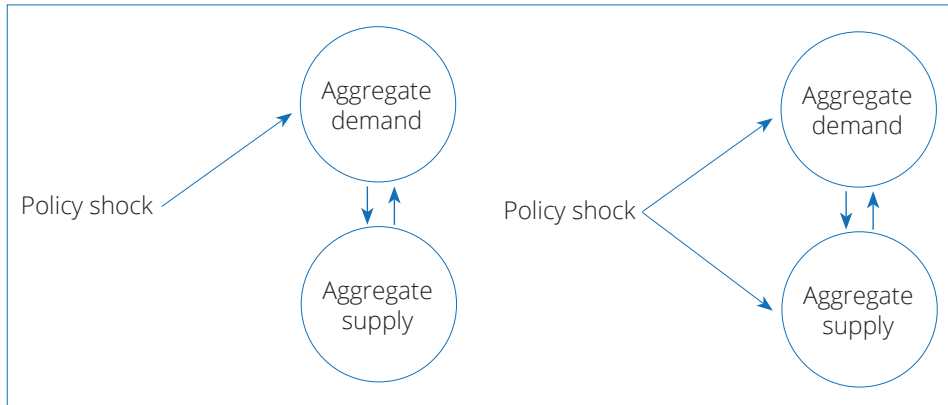 Aggregate
demand
Policy shock
Aggregate
supply
Aggregate
demand
Policy shock
Aggregate
supply